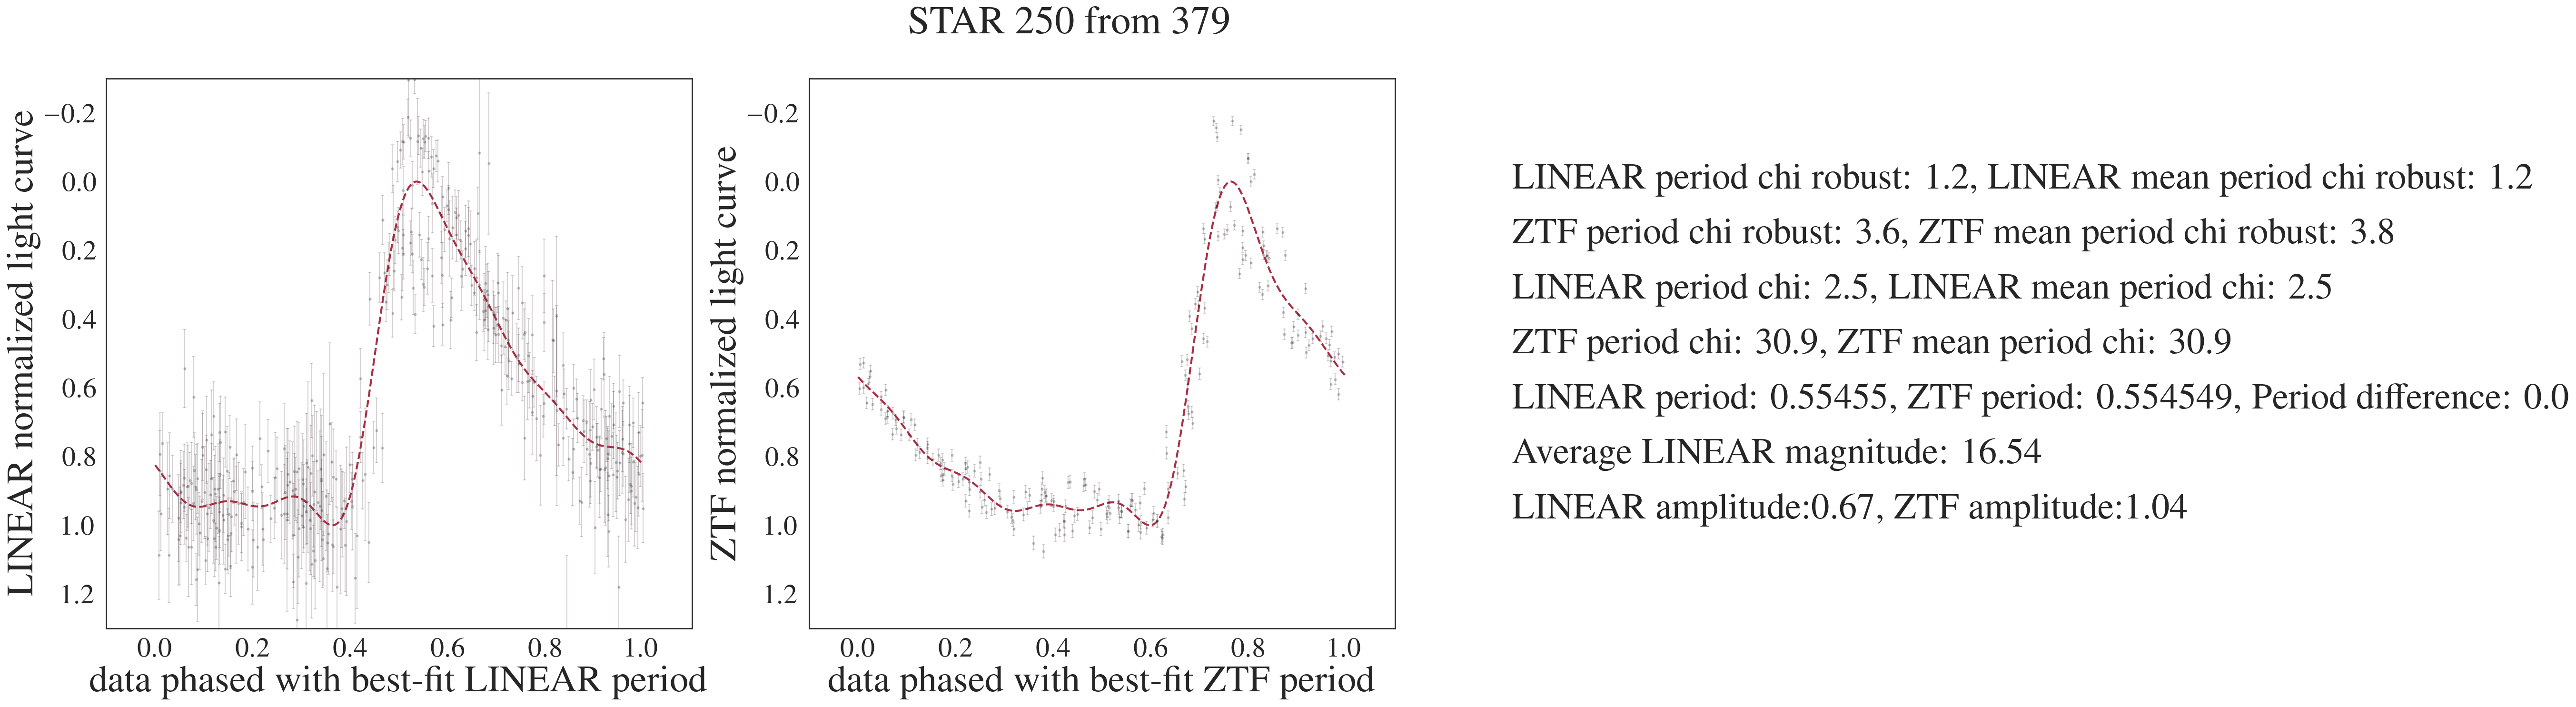 STAR 250 from 379
LINEAR normalized light curve
−0.2
0.0
0.2
0.4
0.6
0.8
1.0
1.2
0.0 0.2 0.4 0.6 0.8 1.0
data phased with best-fit LINEAR period
ZTF normalized light curve
−0.2
0.0
0.2
0.4
0.6
0.8
1.0
1.2
0.0 0.2 0.4 0.6 0.8 1.0
data phased with best-fit ZTF period
LINEAR period chi robust: 1.2, LINEAR mean period chi robust: 1.2
ZTF period chi robust: 3.6, ZTF mean period chi robust: 3.8
LINEAR period chi: 2.5, LINEAR mean period chi: 2.5
ZTF period chi: 30.9, ZTF mean period chi: 30.9
LINEAR period: 0.55455, ZTF period: 0.554549, Period difference: 0.0
Average LINEAR magnitude: 16.54
LINEAR amplitude:0.67, ZTF amplitude:1.04